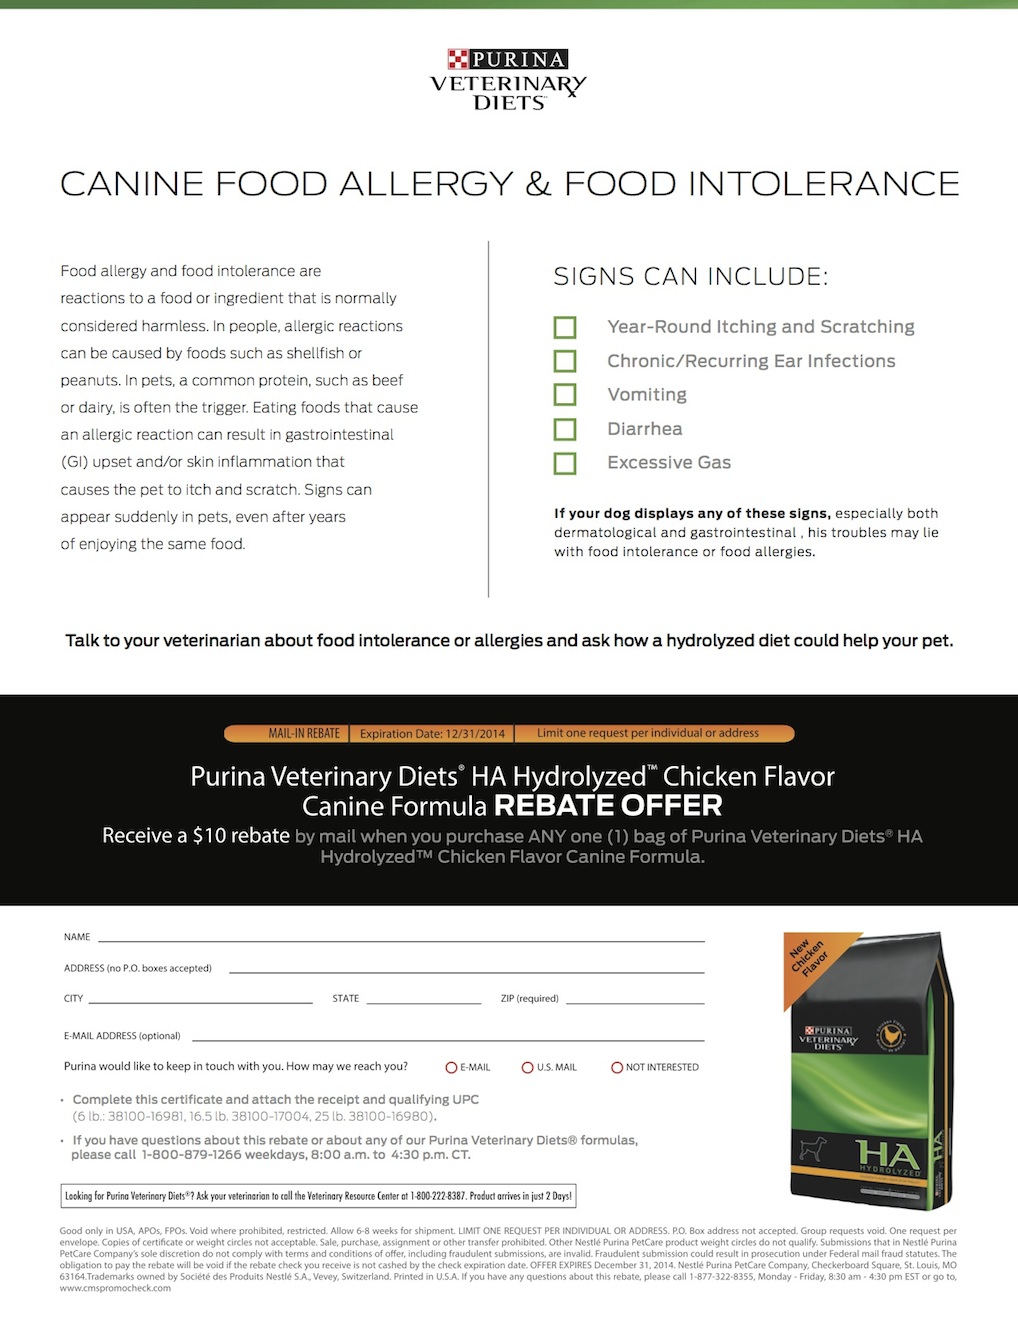 PURINA
VETERINARY
DIETS
CANINE FOOD ALLERGY & FOOD INTOLERANCE
Food allergy and food intolerance are
reactions to a food or ingredient that is normally
considered harmless. In people, allergic reactions
can be caused by foods such as shellfish or
peanuts. In pets, a common protein, such as beef
or dairy, is often the trigger. Eating foods that cause
an allergic reaction can result in gastrointestinal
(GI) upset and/or skin inflammation that
causes the pet to itch and scratch. Signs can
appear suddenly in pets, even after years
of enjoying the same food.
SIGNS CAN INCLUDE:
Year-Round Itching and Scratching
Chronic/Recurring Ear Infections
Vomiting
Diarrhea
Excessive Gas
If your dog displays any of these signs, especially both
dermatological and gastrointestinal , his troubles may lie
with food intolerance or food allergies.
Talk to your veterinarian about food intolerance or allergies and ask how a hydrolyzed diet could help your pet.
MAIL-IN REBATE | Expiration Date: 12/31/2014 | Limit one request per individual or address
Purina Veterinary Diets® HA Hydrolyzed™ Chicken Flavor
Canine Formula REBATE OFFER
Receive a $10 rebate by mail when you purchase ANY one (1) bag of Purina Veterinary Diets® HA
Hydrolyzed™ Chicken Flavor Canine Formula.
NAME
ADDRESS (no P.O. boxes accepted)
CITY STATE ZIP (required)
E-MAIL ADDRESS (optional)
Purina would like to keep in touch with you. How may we reach you? E-MAIL U.S. MAIL NOT INTERESTED
• Complete this certificate and attach the receipt and qualifying UPC
(6 lb.: 38100-16981, 16.5 lb. 38100-17004, 25 lb. 38100-16980).
• If you have questions about this rebate or about any of our Purina Veterinary Diets® formulas,
please call 1-800-879-1266 weekdays, 8:00 a.m. to 4:30 p.m. CT.
Looking for Purina Veterinary Diets®? Ask your veterinarian to call the Veterinary Resource Center at 1-800-222-8387. Product arrives in just 2 Days!
New
Chicken
Flavor
PURINA
VETERINARY
DIETS
HA
HYDROLYZED
HA
Good only in USA, APOs, FPOs. Void where prohibited, restricted. Allow 6-8 weeks for shipment. LIMIT ONE REQUEST PER INDIVIDUAL OR ADDRESS. P.O. Box address not accepted. Group requests void. One request per
envelope. Copies of certificate or weight circles not acceptable. Sale, purchase, assignment or other transfer prohibited. Other Nestlé Purina PetCare product weight circles do not qualify. Submissions that in Nestlé Purina
PetCare Company's sole discretion do not comply with terms and conditions of offer, including fraudulent submissions, are invalid. Fraudulent submission could result in prosecution under Federal mail fraud statutes. The
obligation to pay the rebate will be void if the rebate check you receive is not cashed by the check expiration date. OFFER EXPIRES December 31, 2014. Nestlé Purina PetCare Company, Checkerboard Square, St. Louis, MO
63164.Trademarks owned by Société des Produits Nestlé S.A., Vevey, Switzerland. Printed in U.S.A. If you have any questions about this rebate, please call 1-877-322-8355, Monday - Friday, 8:30 am - 4:30 pm EST or go to,
www.cmspromocheck.com